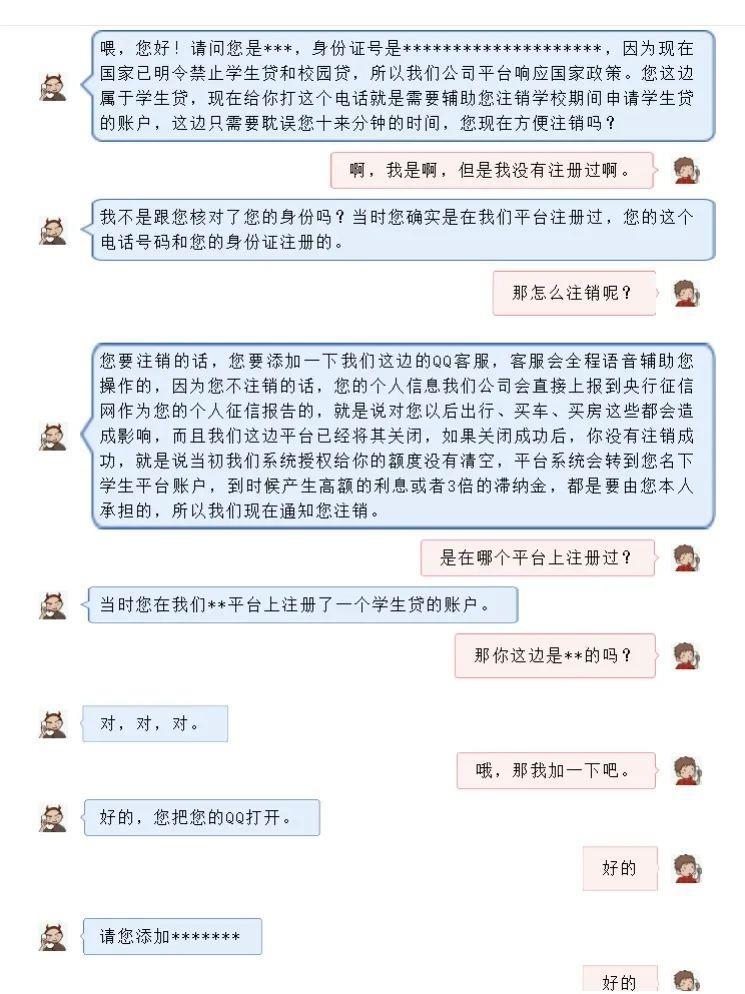 喂，您好！请问您是***，身份证号是********************，因为现在
国家已明令禁止学生贷和校园贷，所以我们公司平台响应国家政策。您这边
属于学生贷，现在给你打这个电话就是需要辅助您注销学校期间申请学生贷
的账户，这边只需要耽误您十来分钟的时间，您现在方便注销吗？
啊，我是啊，但是我没有注册过啊。
我不是跟您核对了您的身份吗？当时您确实是在我们平台注册过，您的这个
电话号码和您的身份证注册的。
那怎么注销呢？
您要注销的话，您要添加一下我们这边的QQ客服，客服会全程语音辅助您
操作的，因为您不注销的话，您的个人信息我们公司会直接上报到央行征信
网作为您的个人征信报告的，就是说对您以后出行、买车、买房这些都会造
成影响，而且我们这边平台已经将其关闭，如果关闭成功后，你没有注销成
功，就是说当初我们系统授权给你的额度没有清空，平台系统会转到您名下
学生平台账户，到时候产生高额的利息或者3倍的滞纳金，都是要由您本人
承担的，所以我们现在通知您注销。
是在哪个平台上注册过？
当时您在我们**平台上注册了一个学生贷的账户。
那你这边是**的吗？
对，对，对。
哦，那我加一下吧。
好的，您把您的QQ打开。
好的
请您添加*******
好的